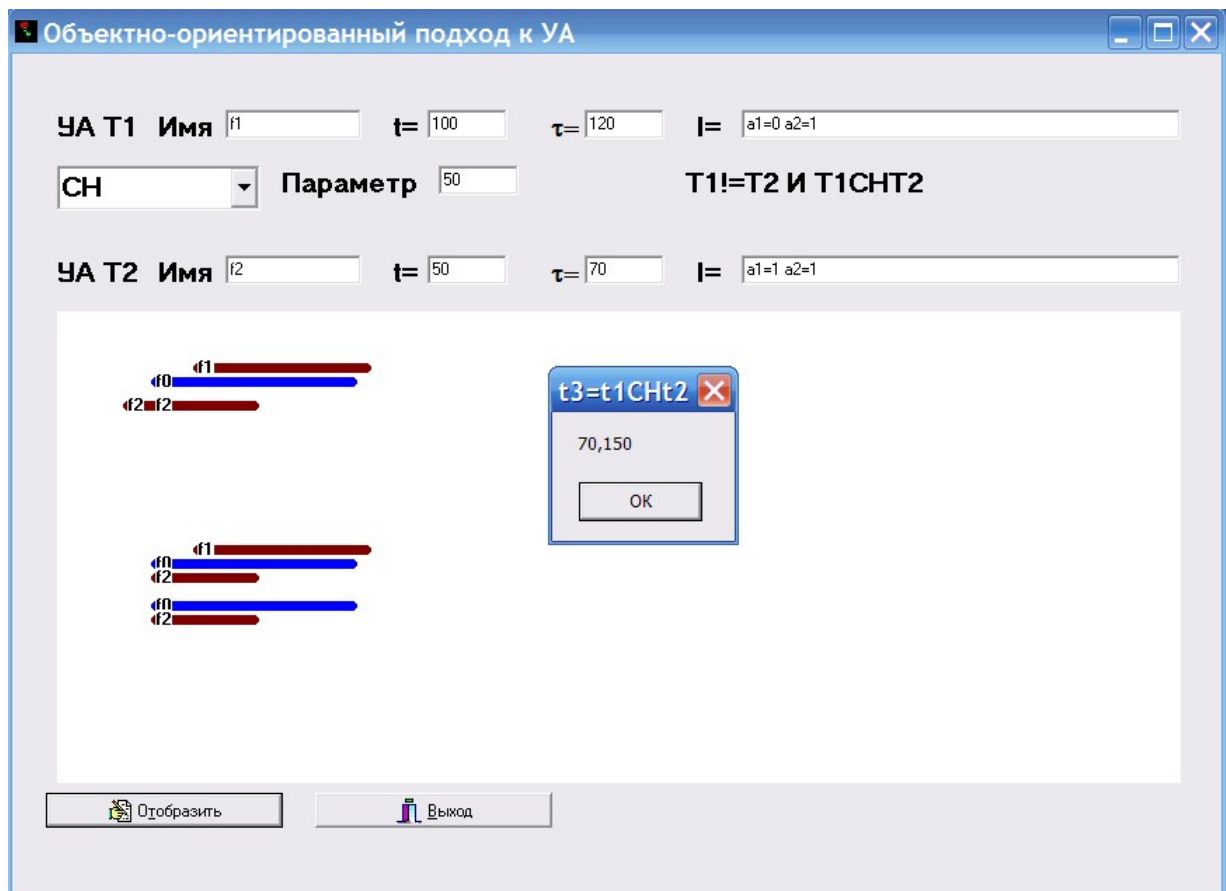 Объектно-ориентированный подход к УА
УА Т1 Имя f1 t= 100 τ= 120 I= a1=0 a2=1
СН Параметр 50 Т1!=Т2 И Т1СНТ2
УА Т2 Имя f2 t= 50 τ= 70 I= a1=1 a2=1
f1
f0
f2 f2
t3=t1CHt2
70,150
ОК
f1
f0
f2
f0
f2
Отобразить Выход